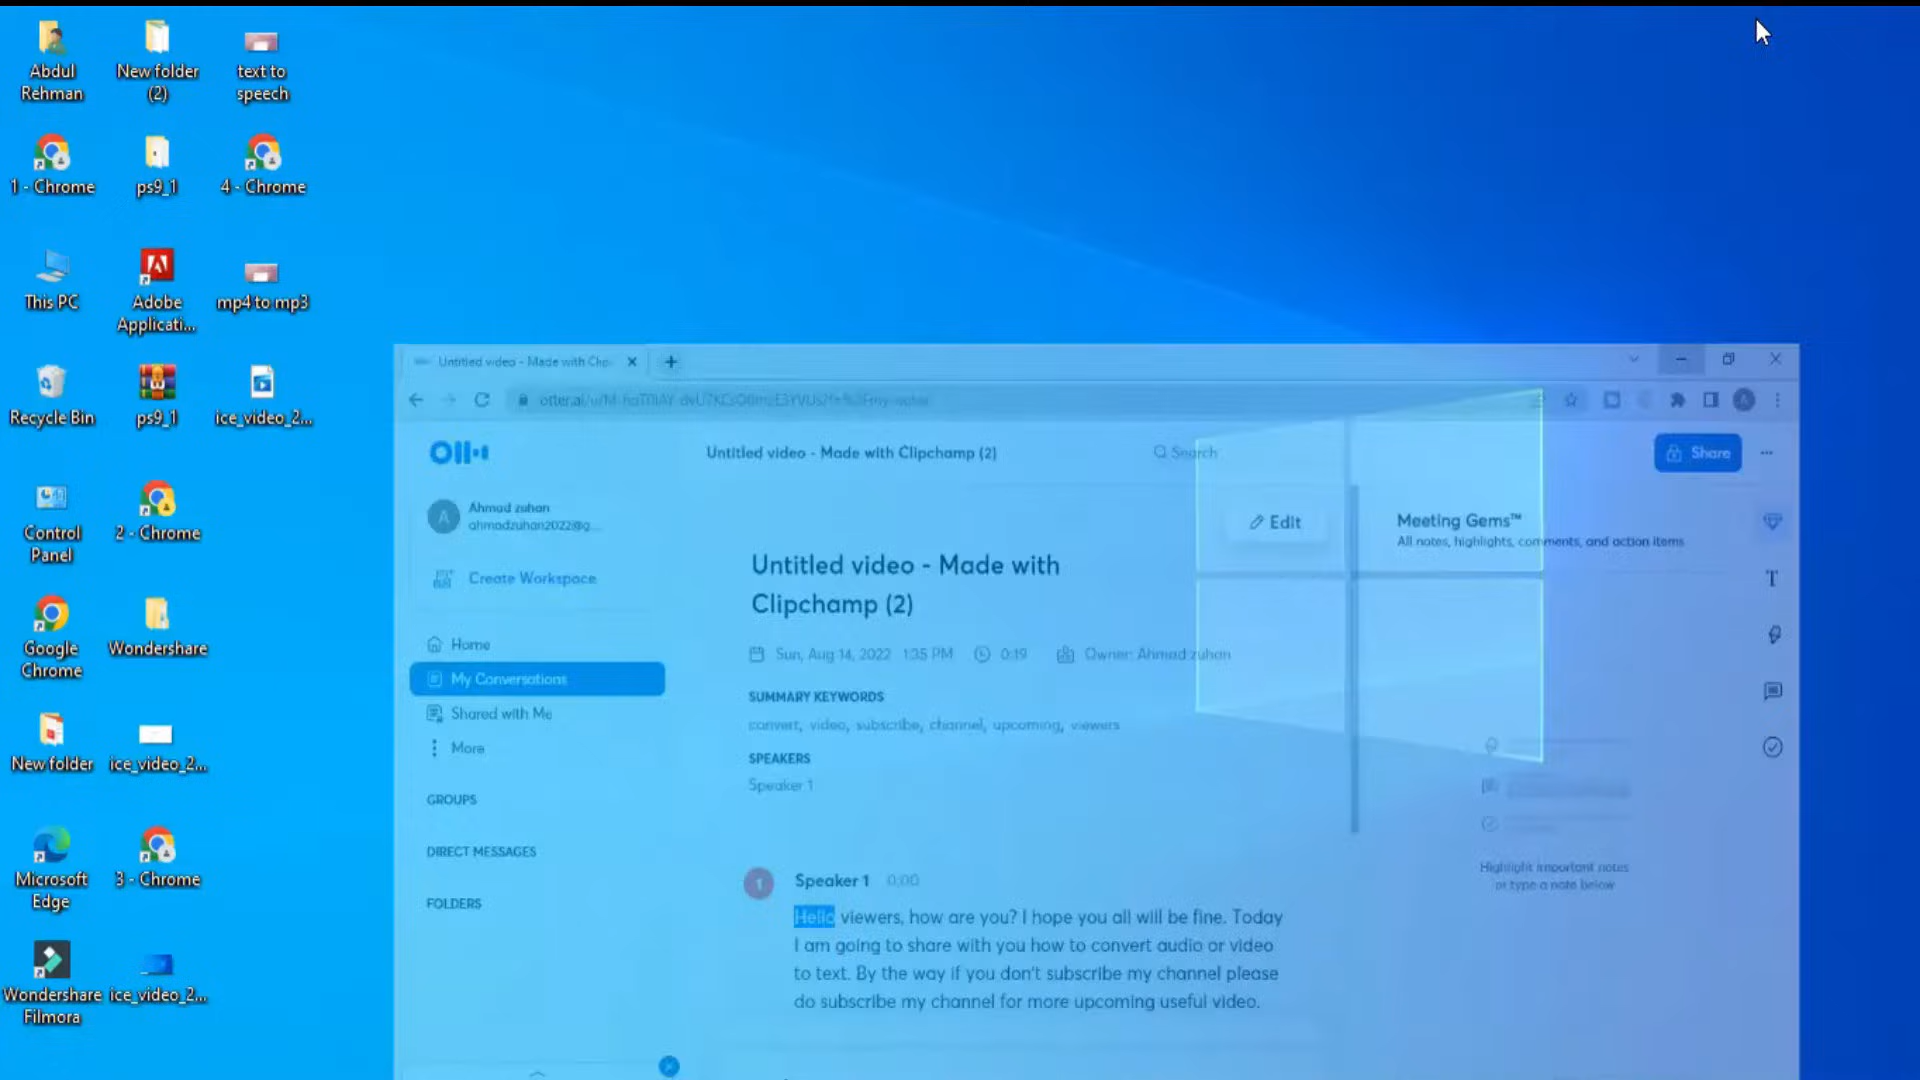 Abdul
Rehman
New folder
(2)
text to
speech
1 - Chrome
ps9_1
4 - Chrome
This PC
Adobe
Applicati...
mp4 to mp3
Recycle Bin
ps9_1
ice_video_2...
Control
Panel
2 - Chrome
Google
Chrome
Wondershare
New folder
ice_video_2...
Microsoft
Edge
3 - Chrome
Wondershare
Filmora
ice_video_2...
Untitled video - Made with Clip
Untitled video - Made with Clipchamp (2)
Search
Share
Ahmad zuhan
ahmadzuhan2022@g...
Create Workspace
Home
My Conversations
Shared with Me
More
GROUPS
DIRECT MESSAGES
FOLDERS
Edit
Untitled video - Made with
Clipchamp (2)
Sun, Aug 14, 2022 1:35 PM 0:19 Owner: Ahmad zuhan
SUMMARY KEYWORDS
convert, video, subscribe, channel, upcoming, viewers
SPEAKERS
Speaker 1
1
Speaker 1 0:00
Hello viewers, how are you? I hope you all will be fine. Today
I am going to share with you how to convert audio or video
to text. By the way if you don't subscribe my channel please
do subscribe my channel for more upcoming useful video.
Meeting Gems™
All notes, highlights, comments, and action items
Highlight important notes
or type a note below